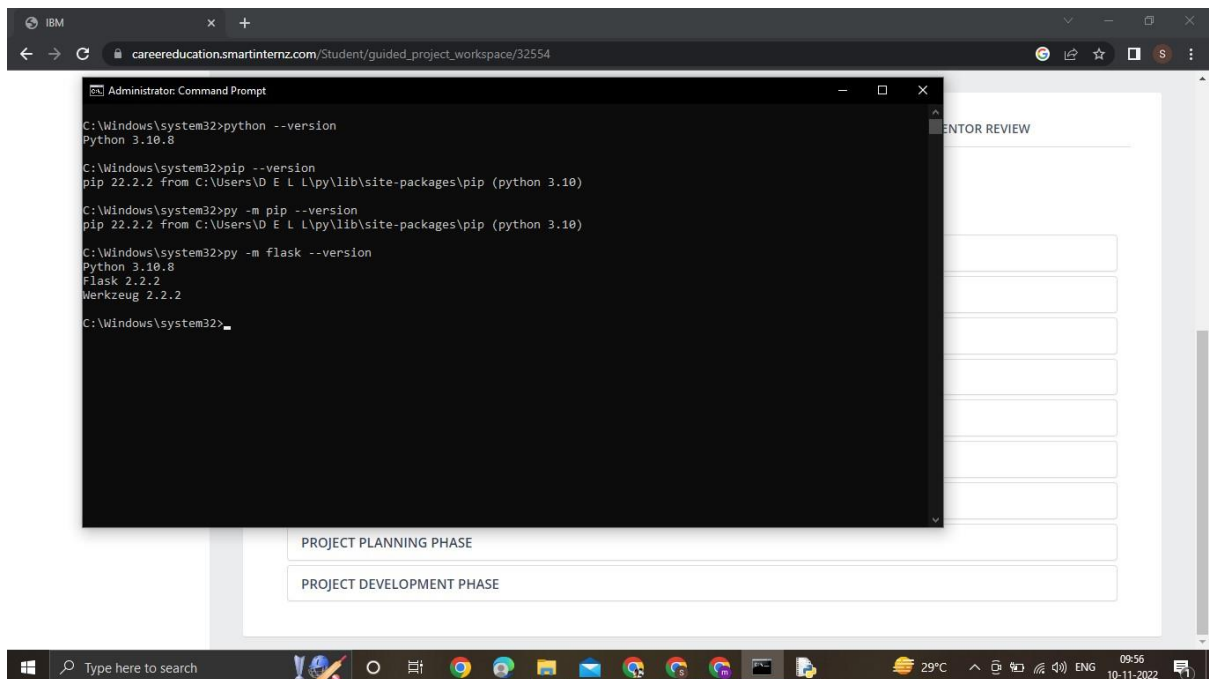 IBM
careereducation.smartinternz.com/Student/guided_project_workspace/32554
S
Administrator: Command Prompt
C:\Windows\system32>python --version
Python 3.10.8
C:\Windows\system32>pip --version
pip 22.2.2 from C:\Users\D E L L\py\lib\site-packages\pip (python 3.10)
C:\Windows\system32>py -m pip --version
pip 22.2.2 from C:\Users\D E L L\py\lib\site-packages\pip (python 3.10)
C:\Windows\system32>py -m flask --version
Python 3.10.8
Flask 2.2.2
Werkzeug 2.2.2
C:\Windows\system32>
ENTOR REVIEW
PROJECT PLANNING PHASE
PROJECT DEVELOPMENT PHASE
Type here to search
29°C
ENG
09:56
10-11-2022